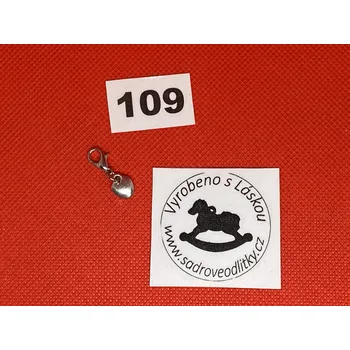 109
Vyrobeno s Láskou
www.sadroveodlitky.cz